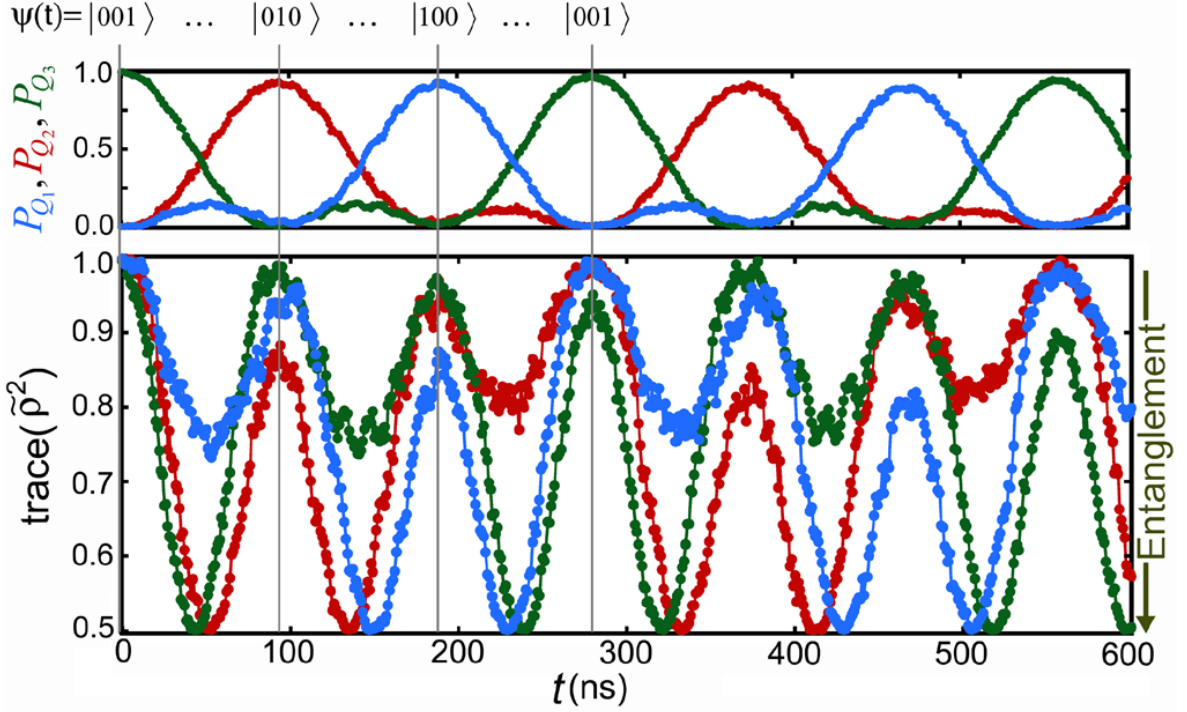 ψ(t)= |001⟩ ... |010⟩ ... |100⟩ ... |001⟩
P_Q1, P_Q2, P_Q3
1.0
0.5
0.0
trace(ρ̃²)
1.0
0.9
0.8
0.7
0.6
0.5
Entanglement
0 100 200 300 400 500 600
t(ns)